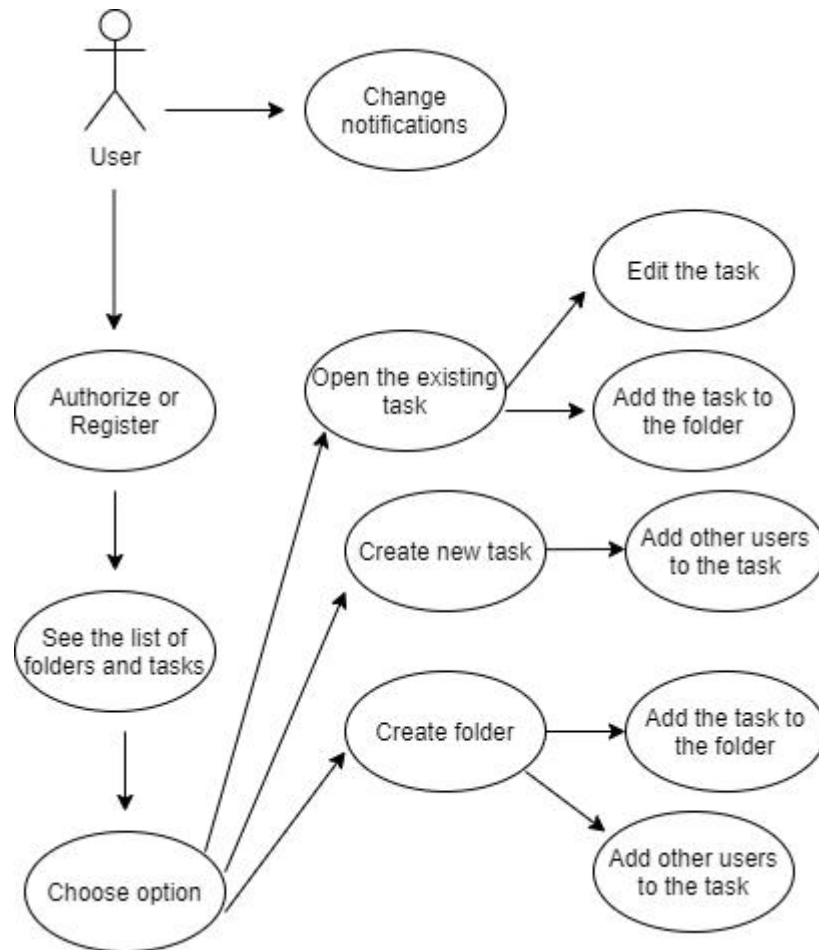 User
Change
notifications
Edit the task
Open the existing
task
Add the task to
the folder
Authorize or
Register
Create new task
Add other users
to the task
See the list of
folders and tasks
Create folder
Add the task to
the folder
Choose option
Add other users
to the task